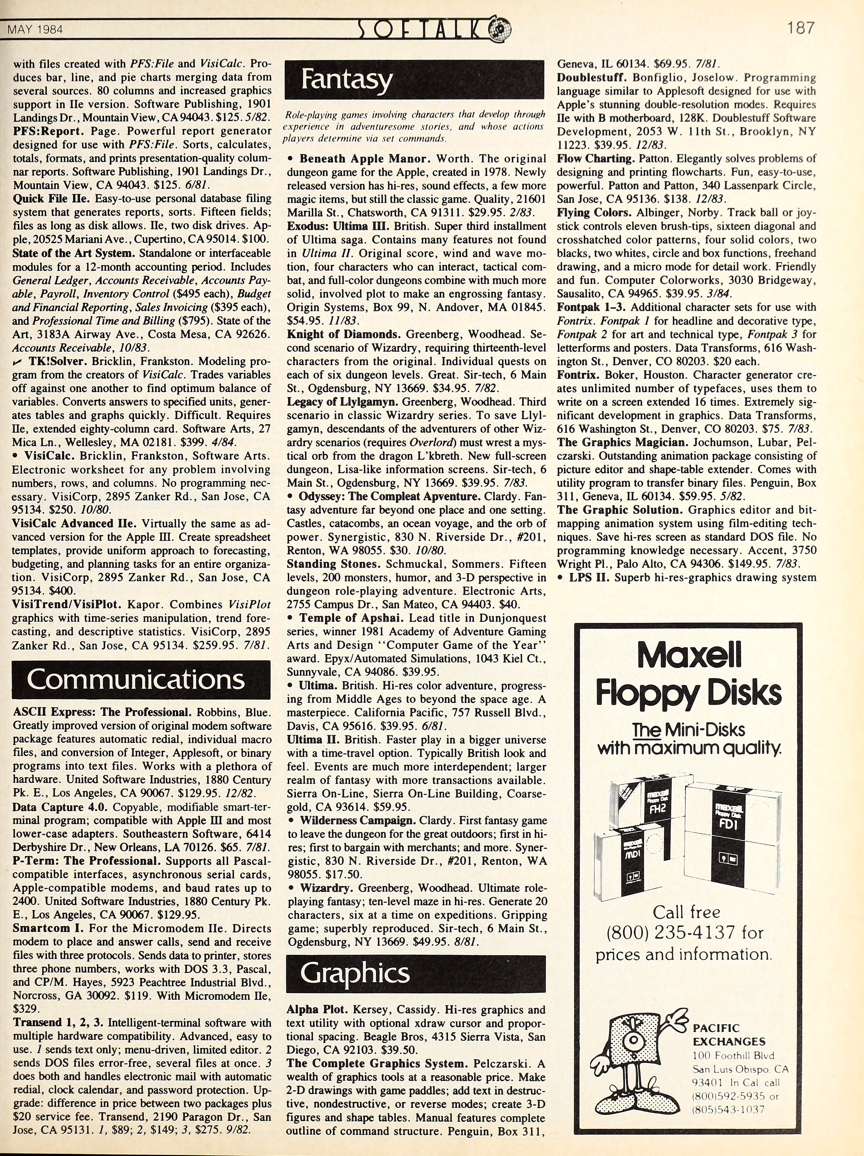 MAY 1984
SOFTALK
187
with files created with PFS:File and VisiCalc. Pro-
duces bar, line, and pie charts merging data from
several sources. 80 columns and increased graphics
support in IIe version. Software Publishing, 1901
Landings Dr., Mountain View, CA 94043. $125. 5/82.
PFS:Report. Page. Powerful report generator
designed for use with PFS:File. Sorts, calculates,
totals, formats, and prints presentation-quality colum-
nar reports. Software Publishing, 1901 Landings Dr.,
Mountain View, CA 94043. $125. 6/81.
Quick File IIe. Easy-to-use personal database filing
system that generates reports, sorts. Fifteen fields;
files as long as disk allows. IIe, two disk drives. Ap-
ple, 20525 Mariani Ave., Cupertino, CA 95014. $100.
State of the Art System. Standalone or interfaceable
modules for a 12-month accounting period. Includes
General Ledger, Accounts Receivable, Accounts Pay-
able, Payroll, Inventory Control ($495 each), Budget
and Financial Reporting, Sales Invoicing ($395 each),
and Professional Time and Billing ($795). State of the
Art, 3183A Airway Ave., Costa Mesa, CA 92626.
Accounts Receivable, 10/83.
✓ TK!Solver. Bricklin, Frankston. Modeling pro-
gram from the creators of VisiCalc. Trades variables
off against one another to find optimum balance of
variables. Converts answers to specified units, gener-
ates tables and graphs quickly. Difficult. Requires
IIe, extended eighty-column card. Software Arts, 27
Mica Ln., Wellesley, MA 02181. $399. 4/84.
• VisiCalc. Bricklin, Frankston, Software Arts.
Electronic worksheet for any problem involving
numbers, rows, and columns. No programming nec-
essary. VisiCorp, 2895 Zanker Rd., San Jose, CA
95134. $250. 10/80.
VisiCalc Advanced IIe. Virtually the same as ad-
vanced version for the Apple III. Create spreadsheet
templates, provide uniform approach to forecasting,
budgeting, and planning tasks for an entire organiza-
tion. VisiCorp, 2895 Zanker Rd., San Jose, CA
95134. $400.
VisiTrend/VisiPlot. Kapor. Combines VisiPlot
graphics with time-series manipulation, trend fore-
casting, and descriptive statistics. VisiCorp, 2895
Zanker Rd., San Jose, CA 95134. $259.95. 7/81.
Communications
ASCII Express: The Professional. Robbins, Blue.
Greatly improved version of original modem software
package features automatic redial, individual macro
files, and conversion of Integer, Applesoft, or binary
programs into text files. Works with a plethora of
hardware. United Software Industries, 1880 Century
Pk. E., Los Angeles, CA 90067. $129.95. 12/82.
Data Capture 4.0. Copyable, modifiable smart-ter-
minal program; compatible with Apple III and most
lower-case adapters. Southeastern Software, 6414
Derbyshire Dr., New Orleans, LA 70126. $65. 7/81.
P-Term: The Professional. Supports all Pascal-
compatible interfaces, asynchronous serial cards,
Apple-compatible modems, and baud rates up to
2400. United Software Industries, 1880 Century Pk.
E., Los Angeles, CA 90067. $129.95.
Smartcom I. For the Micromodem IIe. Directs
modem to place and answer calls, send and receive
files with three protocols. Sends data to printer, stores
three phone numbers, works with DOS 3.3, Pascal,
and CP/M. Hayes, 5923 Peachtree Industrial Blvd.,
Norcross, GA 30092. $119. With Micromodem IIe,
$329.
Transend 1, 2, 3. Intelligent-terminal software with
multiple hardware compatibility. Advanced, easy to
use. 1 sends text only; menu-driven, limited editor. 2
sends DOS files error-free, several files at once. 3
does both and handles electronic mail with automatic
redial, clock calendar, and password protection. Up-
grade: difference in price between two packages plus
$20 service fee. Transend, 2190 Paragon Dr., San
Jose, CA 95131. 1, $89; 2, $149; 3, $275. 9/82.
Fantasy
Role-playing games involving characters that develop through
experience in adventuresome stories, and whose actions
players determine via set commands.
• Beneath Apple Manor. Worth. The original
dungeon game for the Apple, created in 1978. Newly
released version has hi-res, sound effects, a few more
magic items, but still the classic game. Quality, 21601
Marilla St., Chatsworth, CA 91311. $29.95. 2/83.
Exodus: Ultima III. British. Super third installment
of Ultima saga. Contains many features not found
in Ultima II. Original score, wind and wave mo-
tion, four characters who can interact, tactical com-
bat, and full-color dungeons combine with much more
solid, involved plot to make an engrossing fantasy.
Origin Systems, Box 99, N. Andover, MA 01845.
$54.95. 11/83.
Knight of Diamonds. Greenberg, Woodhead. Se-
cond scenario of Wizardry, requiring thirteenth-level
characters from the original. Individual quests on
each of six dungeon levels. Great. Sir-tech, 6 Main
St., Ogdensburg, NY 13669. $34.95. 7/82.
Legacy of Llylgamyn. Greenberg, Woodhead. Third
scenario in classic Wizardry series. To save Llyl-
gamyn, descendants of the adventurers of other Wiz-
ardry scenarios (requires Overlord) must wrest a mys-
tical orb from the dragon L'kbreth. New full-screen
dungeon, Lisa-like information screens. Sir-tech, 6
Main St., Ogdensburg, NY 13669. $39.95. 7/83.
• Odyssey: The Compleat Apventure. Clardy. Fan-
tasy adventure far beyond one place and one setting.
Castles, catacombs, an ocean voyage, and the orb of
power. Synergistic, 830 N. Riverside Dr., #201,
Renton, WA 98055. $30. 10/80.
Standing Stones. Schmuckal, Sommers. Fifteen
levels, 200 monsters, humor, and 3-D perspective in
dungeon role-playing adventure. Electronic Arts,
2755 Campus Dr., San Mateo, CA 94403. $40.
• Temple of Apshai. Lead title in Dunjonquest
series, winner 1981 Academy of Adventure Gaming
Arts and Design "Computer Game of the Year"
award. Epyx/Automated Simulations, 1043 Kiel Ct.,
Sunnyvale, CA 94086. $39.95.
• Ultima. British. Hi-res color adventure, progress-
ing from Middle Ages to beyond the space age. A
masterpiece. California Pacific, 757 Russell Blvd.,
Davis, CA 95616. $39.95. 6/81.
Ultima II. British. Faster play in a bigger universe
with a time-travel option. Typically British look and
feel. Events are much more interdependent; larger
realm of fantasy with more transactions available.
Sierra On-Line, Sierra On-Line Building, Coarse-
gold, CA 93614. $59.95.
• Wilderness Campaign. Clardy. First fantasy game
to leave the dungeon for the great outdoors; first in hi-
res; first to bargain with merchants; and more. Syner-
gistic, 830 N. Riverside Dr., #201, Renton, WA
98055. $17.50.
• Wizardry. Greenberg, Woodhead. Ultimate role-
playing fantasy; ten-level maze in hi-res. Generate 20
characters, six at a time on expeditions. Gripping
game; superbly reproduced. Sir-tech, 6 Main St.,
Ogdensburg, NY 13669. $49.95. 8/81.
Graphics
Alpha Plot. Kersey, Cassidy. Hi-res graphics and
text utility with optional xdraw cursor and propor-
tional spacing. Beagle Bros, 4315 Sierra Vista, San
Diego, CA 92103. $39.50.
The Complete Graphics System. Pelczarski. A
wealth of graphics tools at a reasonable price. Make
2-D drawings with game paddles; add text in destruc-
tive, nondestructive, or reverse modes; create 3-D
figures and shape tables. Manual features complete
outline of command structure. Penguin, Box 311,
Geneva, IL 60134. $69.95. 7/81.
Doublestuff. Bonfiglio, Joselow. Programming
language similar to Applesoft designed for use with
Apple's stunning double-resolution modes. Requires
IIe with B motherboard, 128K. Doublestuff Software
Development, 2053 W. 11th St., Brooklyn, NY
11223. $39.95. 12/83.
Flow Charting. Patton. Elegantly solves problems of
designing and printing flowcharts. Fun, easy-to-use,
powerful. Patton and Patton, 340 Lassenpark Circle,
San Jose, CA 95136. $138. 12/83.
Flying Colors. Albinger, Norby. Track ball or joy-
stick controls eleven brush-tips, sixteen diagonal and
crosshatched color patterns, four solid colors, two
blacks, two whites, circle and box functions, freehand
drawing, and a micro mode for detail work. Friendly
and fun. Computer Colorworks, 3030 Bridgeway,
Sausalito, CA 94965. $39.95. 3/84.
Fontpak 1–3. Additional character sets for use with
Fontrix. Fontpak 1 for headline and decorative type,
Fontpak 2 for art and technical type, Fontpak 3 for
letterforms and posters. Data Transforms, 616 Wash-
ington St., Denver, CO 80203. $20 each.
Fontrix. Boker, Houston. Character generator cre-
ates unlimited number of typefaces, uses them to
write on a screen extended 16 times. Extremely sig-
nificant development in graphics. Data Transforms,
616 Washington St., Denver, CO 80203. $75. 7/83.
The Graphics Magician. Jochumson, Lubar, Pel-
czarski. Outstanding animation package consisting of
picture editor and shape-table extender. Comes with
utility program to transfer binary files. Penguin, Box
311, Geneva, IL 60134. $59.95. 5/82.
The Graphic Solution. Graphics editor and bit-
mapping animation system using film-editing tech-
niques. Save hi-res screen as standard DOS file. No
programming knowledge necessary. Accent, 3750
Wright Pl., Palo Alto, CA 94306. $149.95. 7/83.
• LPS II. Superb hi-res-graphics drawing system
Maxell
Floppy Disks
The Mini-Disks
with maximum quality.
maxell
Floppy Disk
FH2
maxell
Floppy Disk
FD1
maxell
MD1
Call free
(800) 235-4137 for
prices and information.
PACIFIC
EXCHANGES
100 Foothill Blvd
San Luis Obispo, CA
93401 In Cal call
(800)592-5935 or
(805)543-1037